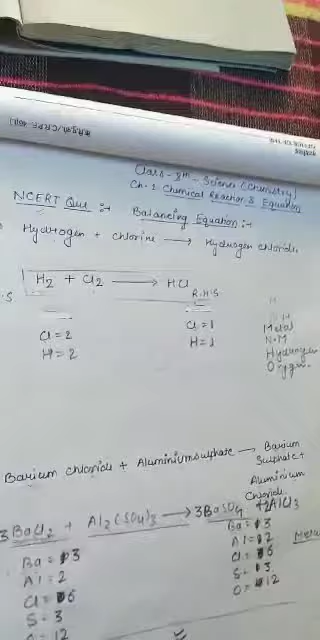 Class - 8th - Science (Chemistry)
Ch. 1 Chemical Reaction & Equation
NCERT Que :- Balancing Equation :-
Hydrogen + chlorine → Hydrogen chloride
H₂ + Cl₂ → HCl
R.H.S
S
Cl = 2 Cl = 1
H = 2 H = 1
H
Metal
N.M
Hydrogen
Oxygen
Barium chloride + Aluminium sulphate → Barium
Sulphate +
Aluminium
Chloride
3BaCl₂ + Al₂(SO₄)₃ → 3BaSO₄ + 2AlCl3
Ba = 3 Ba = 3
Al = 2 Al = 2
Cl = 6 Cl = 6
S = 3 S = 3
O = 12 O = 12